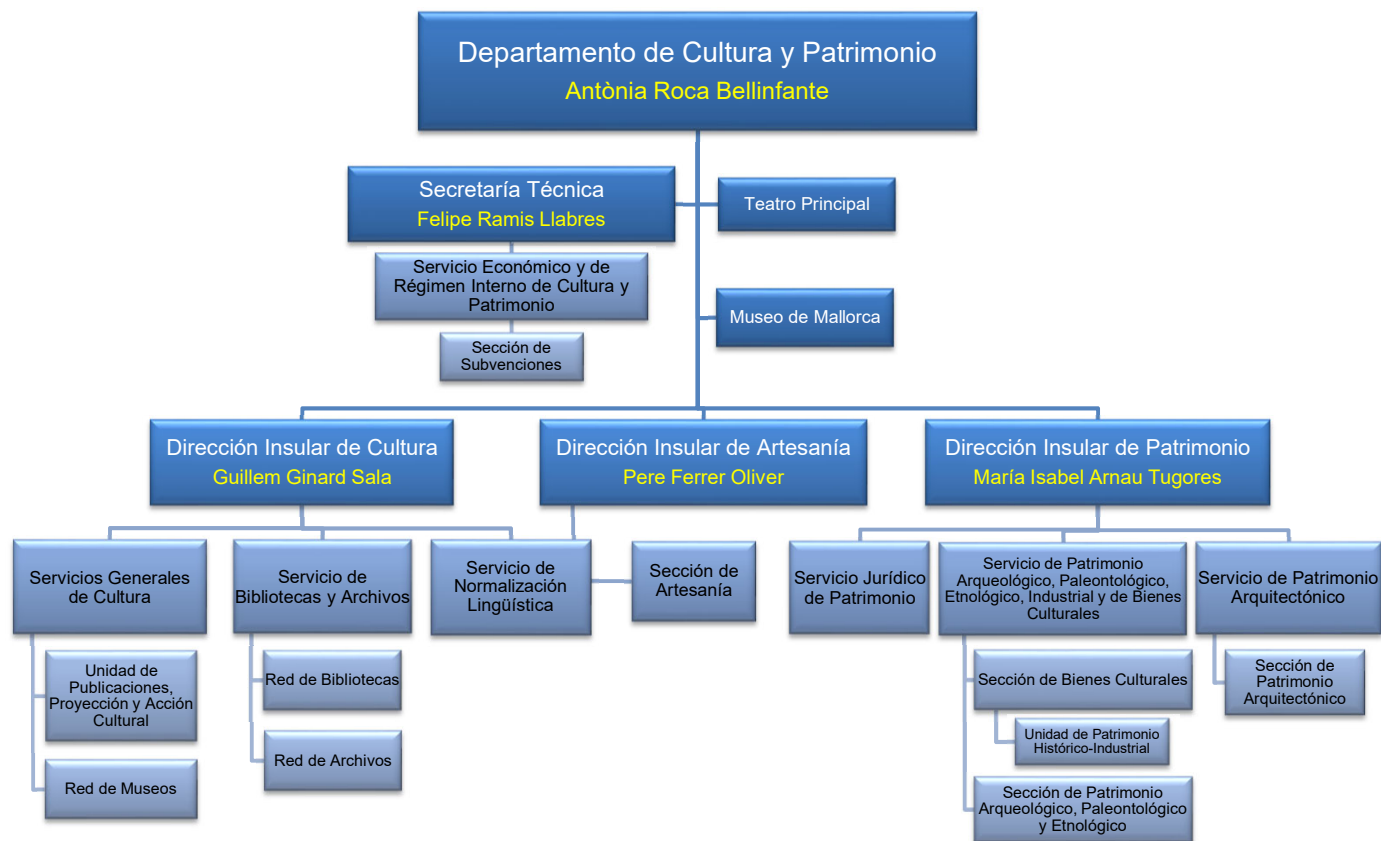 Departamento de Cultura y Patrimonio
Antònia Roca Bellinfante
Secretaría Técnica
Felipe Ramis Llabres
Teatro Principal
Servicio Económico y de
Régimen Interno de Cultura y
Patrimonio
Museo de Mallorca
Sección de
Subvenciones
Dirección Insular de Cultura
Guillem Ginard Sala
Dirección Insular de Artesanía
Pere Ferrer Oliver
Dirección Insular de Patrimonio
María Isabel Arnau Tugores
Servicios Generales
de Cultura
Servicio de
Bibliotecas y Archivos
Servicio de
Normalización
Lingüística
Sección de
Artesanía
Servicio Jurídico
de Patrimonio
Servicio de Patrimonio
Arqueológico, Paleontológico,
Etnológico, Industrial y de Bienes
Culturales
Servicio de Patrimonio
Arquitectónico
Unidad de
Publicaciones,
Proyección y Acción
Cultural
Red de Bibliotecas
Sección de Bienes Culturales
Sección de
Patrimonio
Arquitectónico
Unidad de Patrimonio
Histórico-Industrial
Red de Museos
Red de Archivos
Sección de Patrimonio
Arqueológico, Paleontológico
y Etnológico